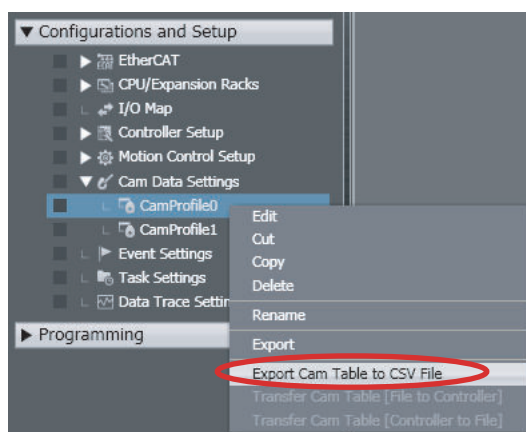 Configurations and Setup
EtherCAT
CPU/Expansion Racks
I/O Map
Controller Setup
Motion Control Setup
Cam Data Settings
CamProfile0
CamProfile1
Event Settings
Task Settings
Data Trace Settin
Programming
Edit
Cut
Copy
Delete
Rename
Export
Export Cam Table to CSV File
Transfer Cam Table [File to Controller]
Transfer Cam Table [Controller to File]